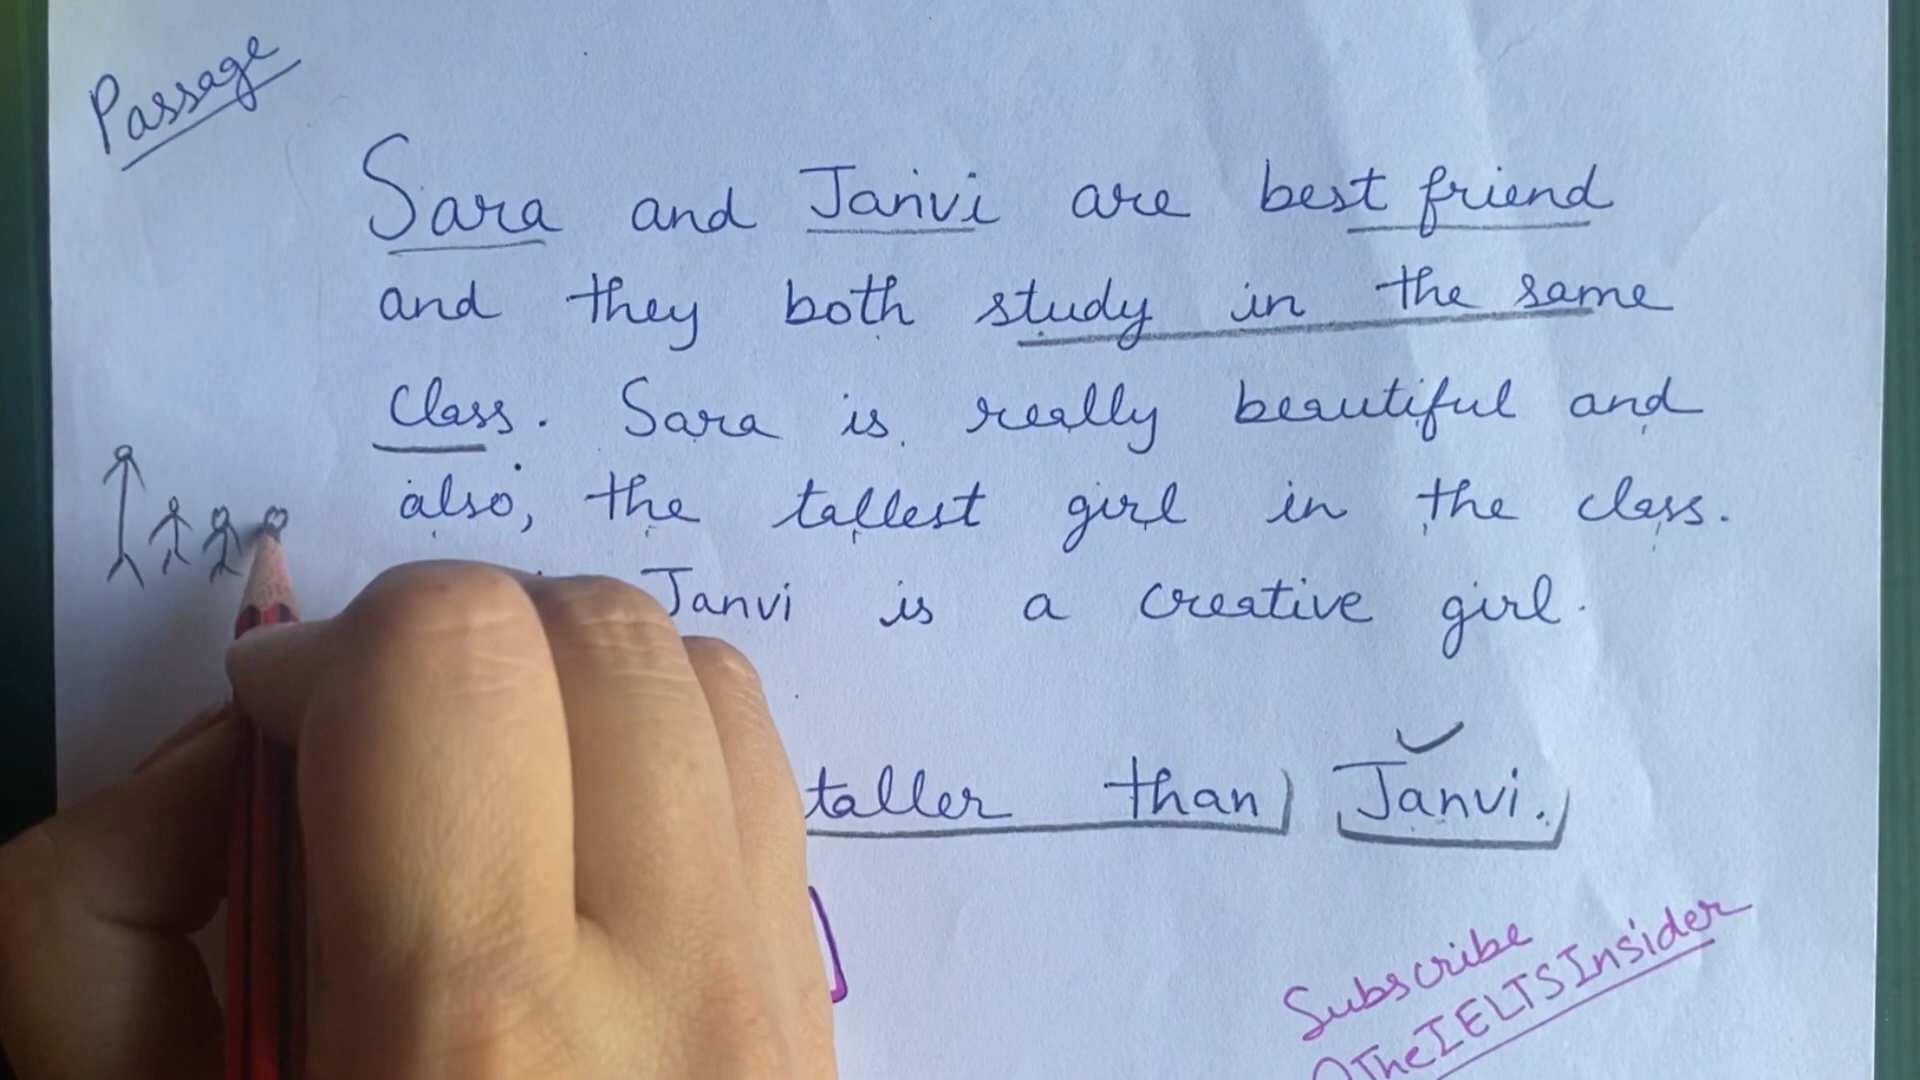 Passage
Sara and Janvi are best friend
and they both study in the same
class. Sara is really beautiful and
also, the tallest girl in the class.
Janvi is a creative girl.
taller than Janvi.
Subscribe
@TheIELTSInsider